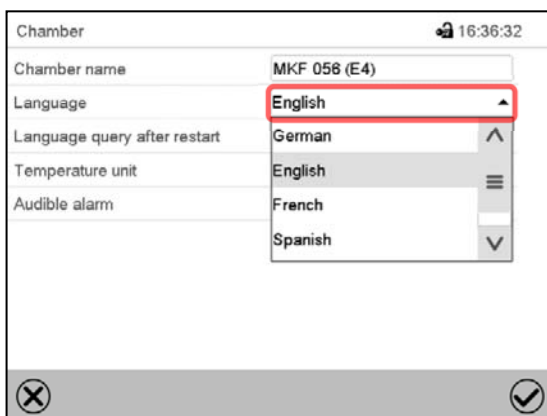 Chamber 16:36:32
Chamber name MKF 056 (E4)
Language English
Language query after restart German
Temperature unit English
Audible alarm French
Spanish